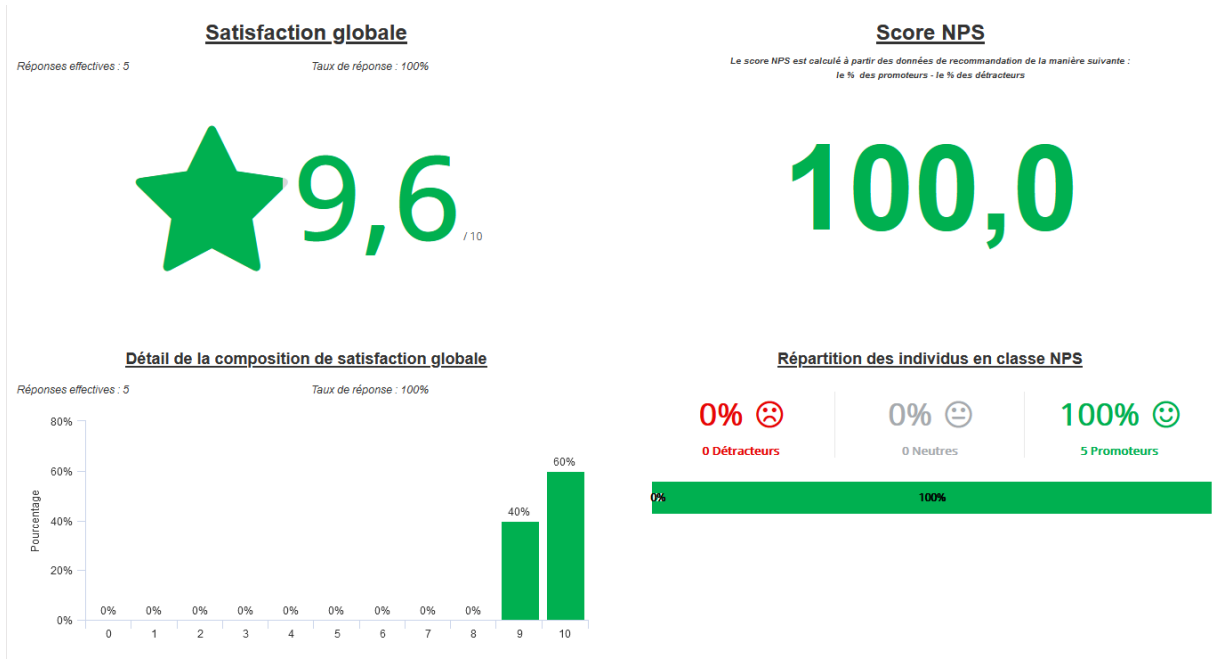 Satisfaction globale
Réponses effectives : 5
Taux de réponse : 100%
9,6
/ 10
Score NPS
Le score NPS est calculé à partir des données de recommandation de la manière suivante :
le % des promoteurs - le % des détracteurs
100,0
Détail de la composition de satisfaction globale
Réponses effectives : 5
Taux de réponse : 100%
Pourcentage
80%
60%
40%
20%
0%
0%
0%
0%
0%
0%
0%
0%
0%
0%
40%
60%
0
1
2
3
4
5
6
7
8
9
10
Répartition des individus en classe NPS
0%
0 Détracteurs
0%
0 Neutres
100%
5 Promoteurs
0%
100%